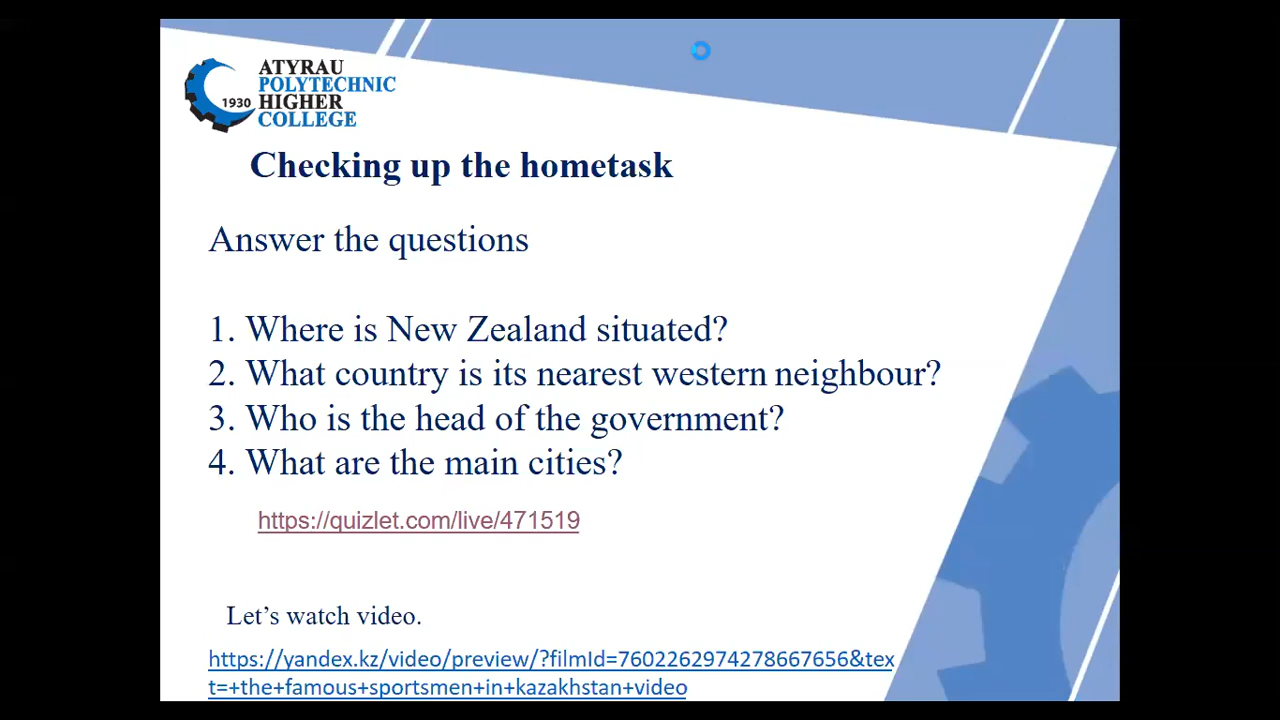 ATYRAU
POLYTECHNIC
1930 HIGHER
COLLEGE
Checking up the hometask
Answer the questions
1. Where is New Zealand situated?
2. What country is its nearest western neighbour?
3. Who is the head of the government?
4. What are the main cities?
https://quizlet.com/live/471519
Let’s watch video.
https://yandex.kz/video/preview/?filmId=7602262974278667656&tex
t=+the+famous+sportsmen+in+kazakhstan+video